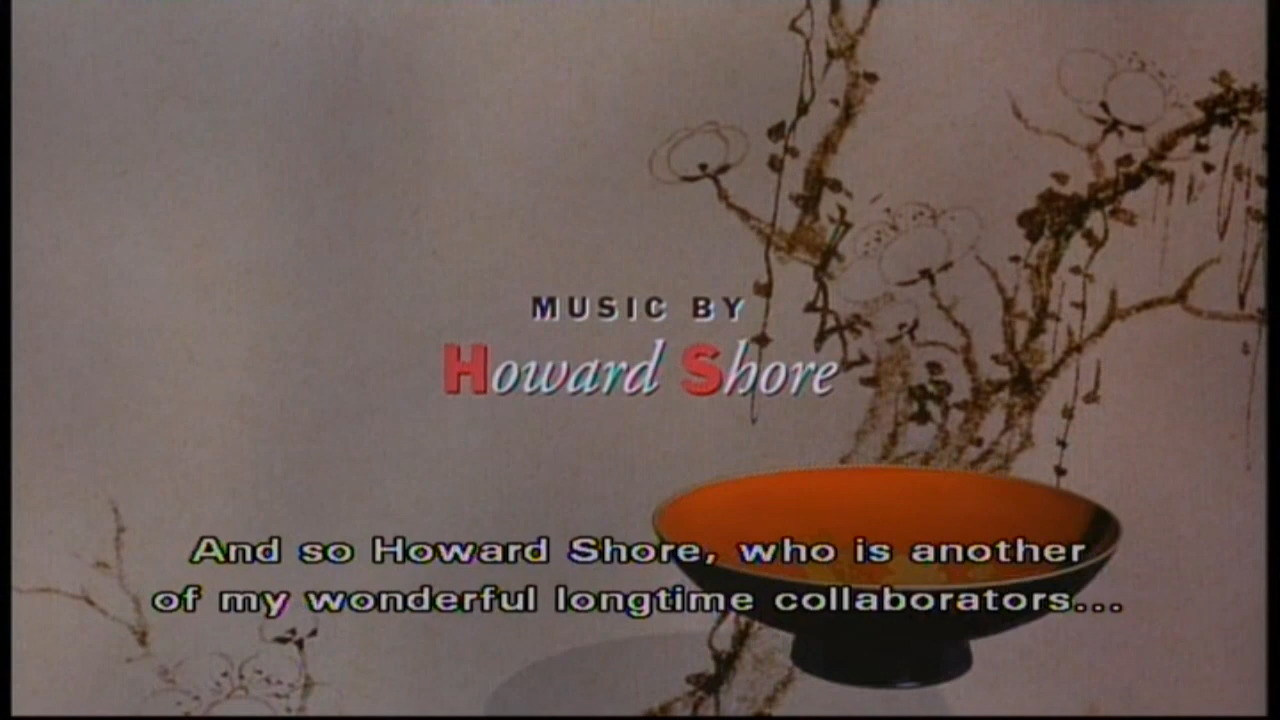 MUSIC BY
Howard Shore
And so Howard Shore, who is another
of my wonderful longtime collaborators...